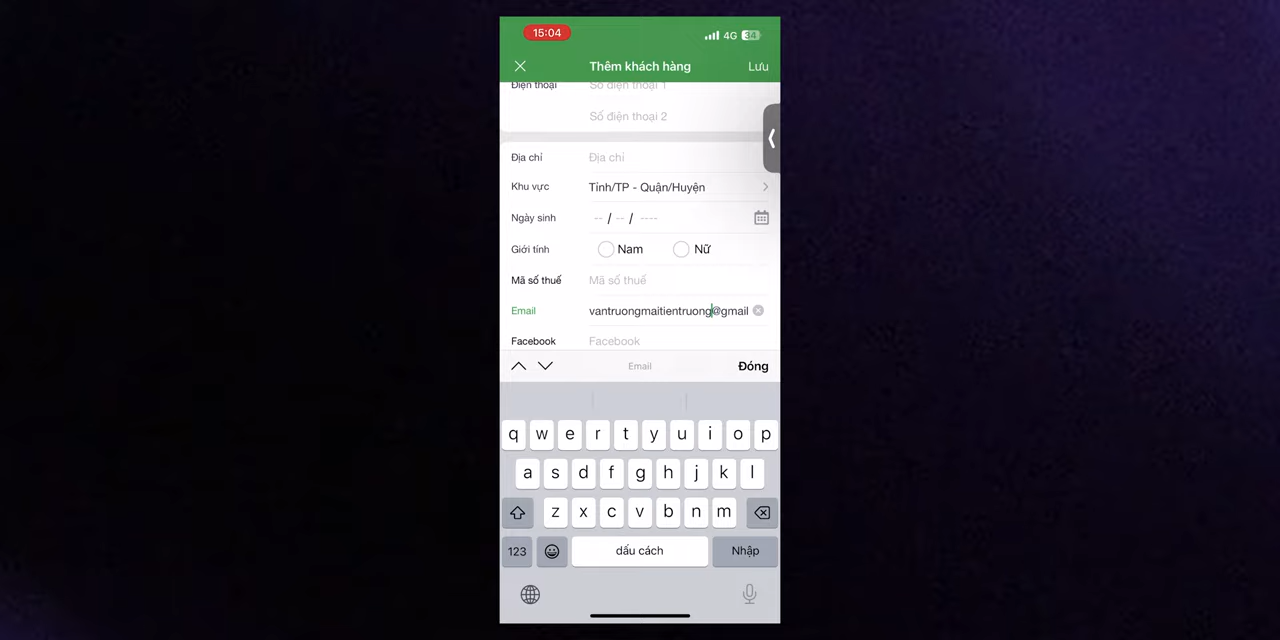 15:04 4G 34
Thêm khách hàng Lưu
Điện thoại Số điện thoại 1
Số điện thoại 2
Địa chỉ Địa chỉ
Khu vực Tỉnh/TP - Quận/Huyện
Ngày sinh -- / -- / ----
Giới tính Nam Nữ
Mã số thuế Mã số thuế
Email vantruongmaitientruong@gmail
Facebook Facebook
Email Đóng
q w e r t y u i o p
a s d f g h j k l
z x c v b n m
123 dấu cách Nhập